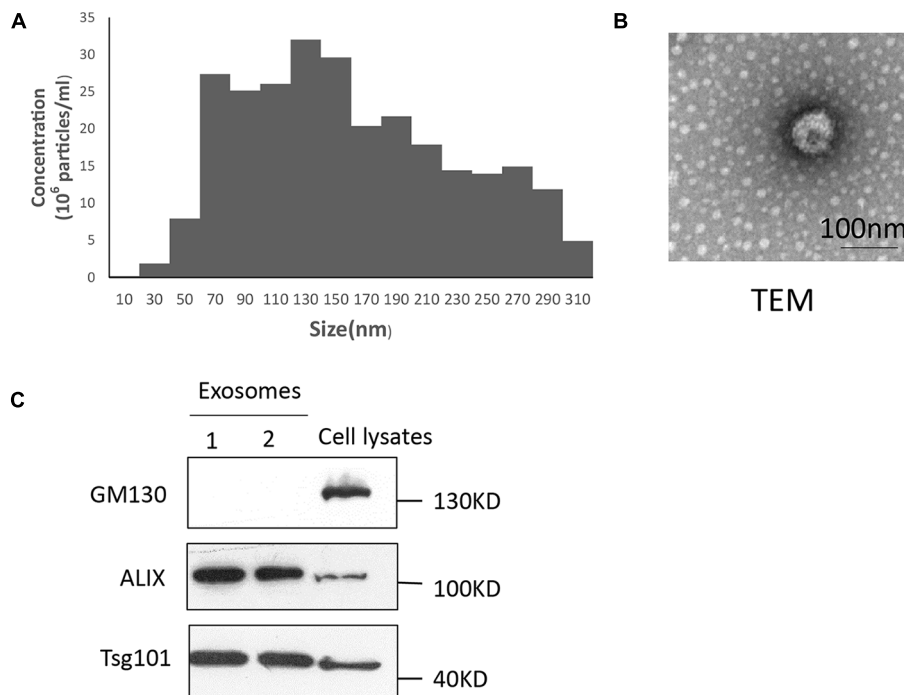 A
35
30
25
20
15
10
5
0
Concentration
(10⁶ particles/ml)
10 30 50 70 90 110 130 150 170 190 210 230 250 270 290 310
Size(nm)
B
100nm
TEM
C
Exosomes
1 2 Cell lysates
GM130 130KD
ALIX 100KD
Tsg101 40KD